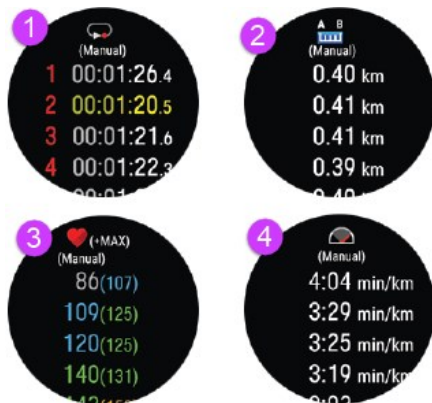 1
(Manual)
1 00:01:26.4
2 00:01:20.5
3 00:01:21.6
4 00:01:22.3
2
A B
(Manual)
0.40 km
0.41 km
0.41 km
0.39 km
3
(+MAX)
(Manual)
86(107)
109(125)
120(125)
140(131)
4
(Manual)
4:04 min/km
3:29 min/km
3:25 min/km
3:19 min/km